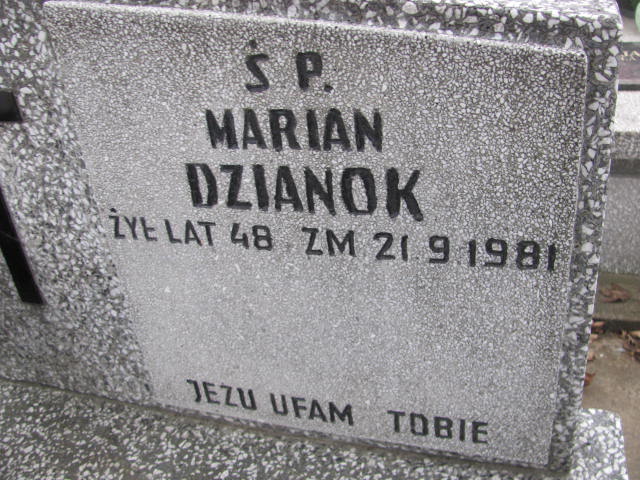 Ś P.
MARIAN
DZIANOK
ŻYŁ LAT 48 ZM 21 9.1981
JEZU UFAM TOBIE